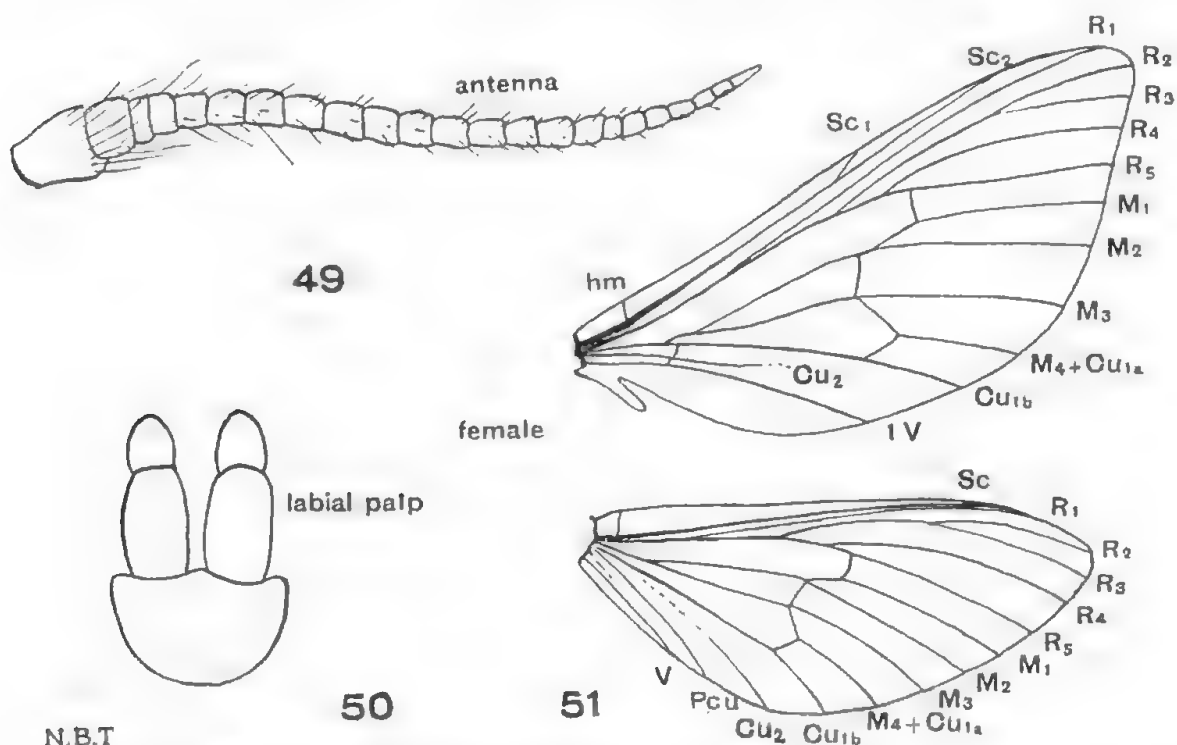 antenna
49
labial palp
50
N.B.T
female
51
hm
Sc1
Sc2
R1
R2
R3
R4
R5
M1
M2
M3
M4+Cu1a
Cu1b
Cu2
1V
Sc
R1
R2
R3
R4
R5
M1
M2
M3
M4+Cu1a
Cu1b
Cu2
Pcu
V